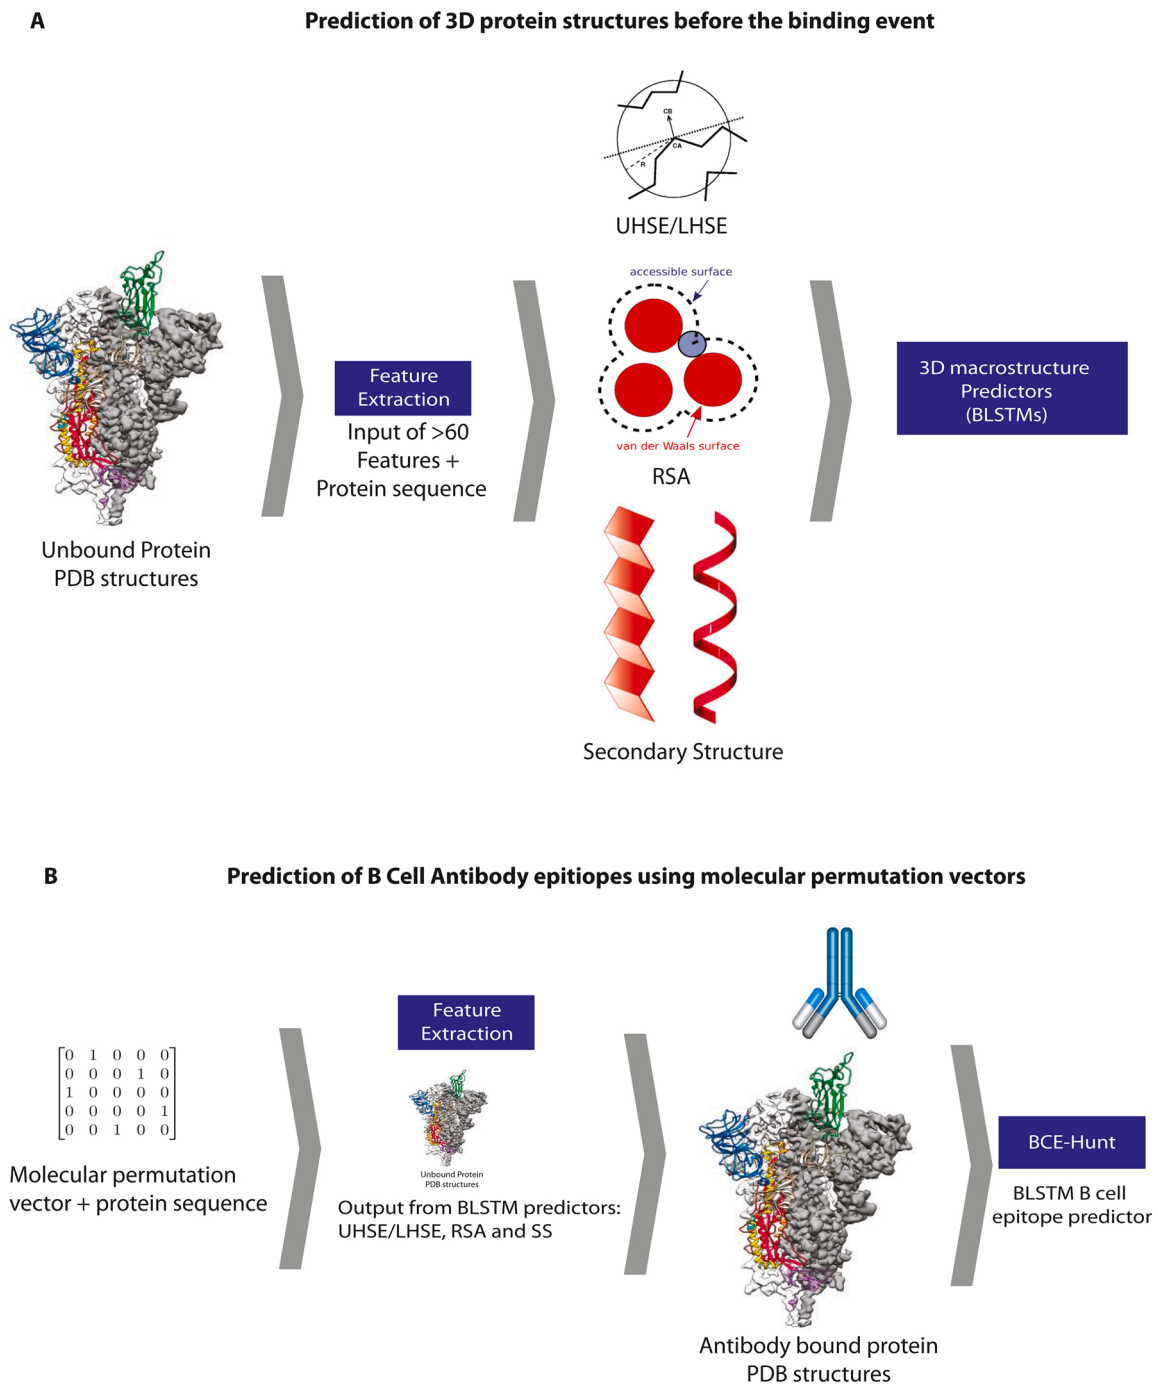 A
Prediction of 3D protein structures before the binding event
CB
CA
R
UHSE/LHSE
accessible surface
van der Waals surface
RSA
Unbound Protein
PDB structures
Feature
Extraction
Input of >60
Features +
Protein sequence
3D macrostructure
Predictors
(BLSTMs)
Secondary Structure
B
Prediction of B Cell Antibody epitiopes using molecular permutation vectors
0 1 0 0 0
0 0 0 1 0
1 0 0 0 0
0 0 0 0 1
0 0 1 0 0
Molecular permutation
vector + protein sequence
Feature
Extraction
Unbound Protein
PDB structures
Output from BLSTM predictors:
UHSE/LHSE, RSA and SS
Antibody bound protein
PDB structures
BCE-Hunt
BLSTM B cell
epitope predictor